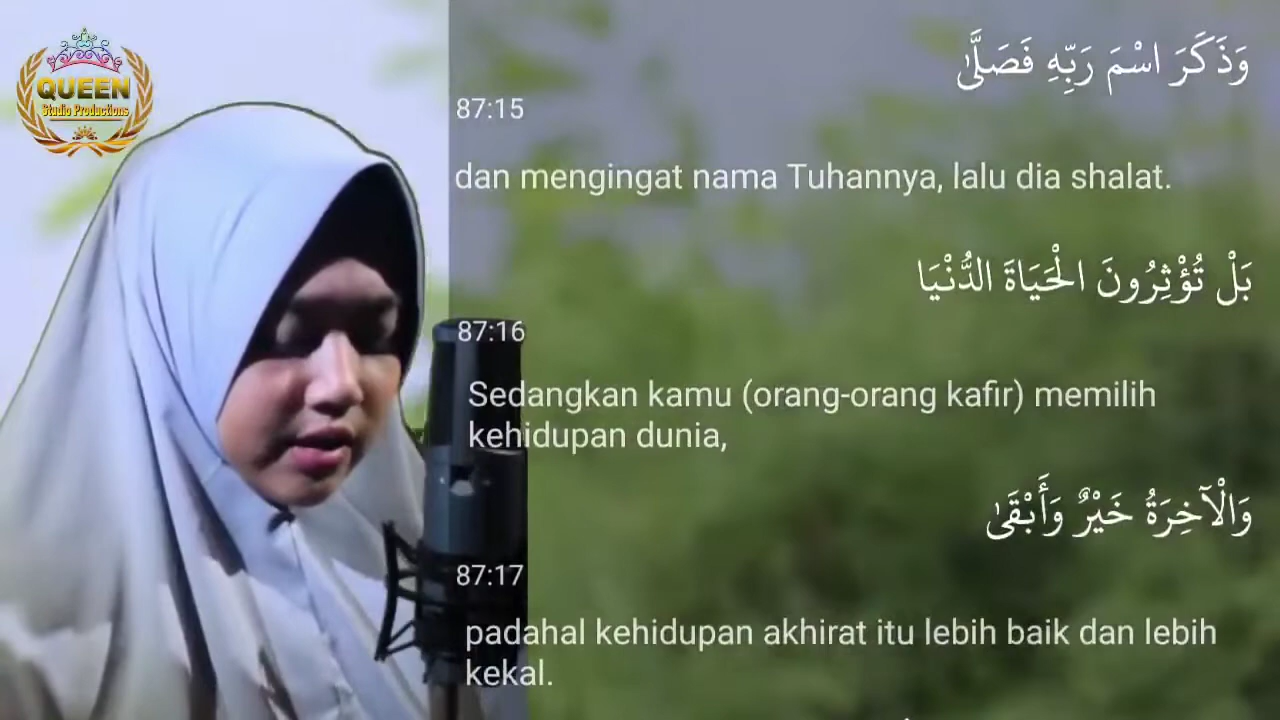 QUEEN
Studio Productions
وَذَكَرَ اسْمَ رَبِّهِ فَصَلَّىٰ
87:15
dan mengingat nama Tuhannya, lalu dia shalat.
بَلْ تُؤْثِرُونَ الْحَيَاةَ الدُّنْيَا
87:16
Sedangkan kamu (orang-orang kafir) memilih
kehidupan dunia,
وَالْآخِرَةُ خَيْرٌ وَأَبْقَىٰ
87:17
padahal kehidupan akhirat itu lebih baik dan lebih
kekal.